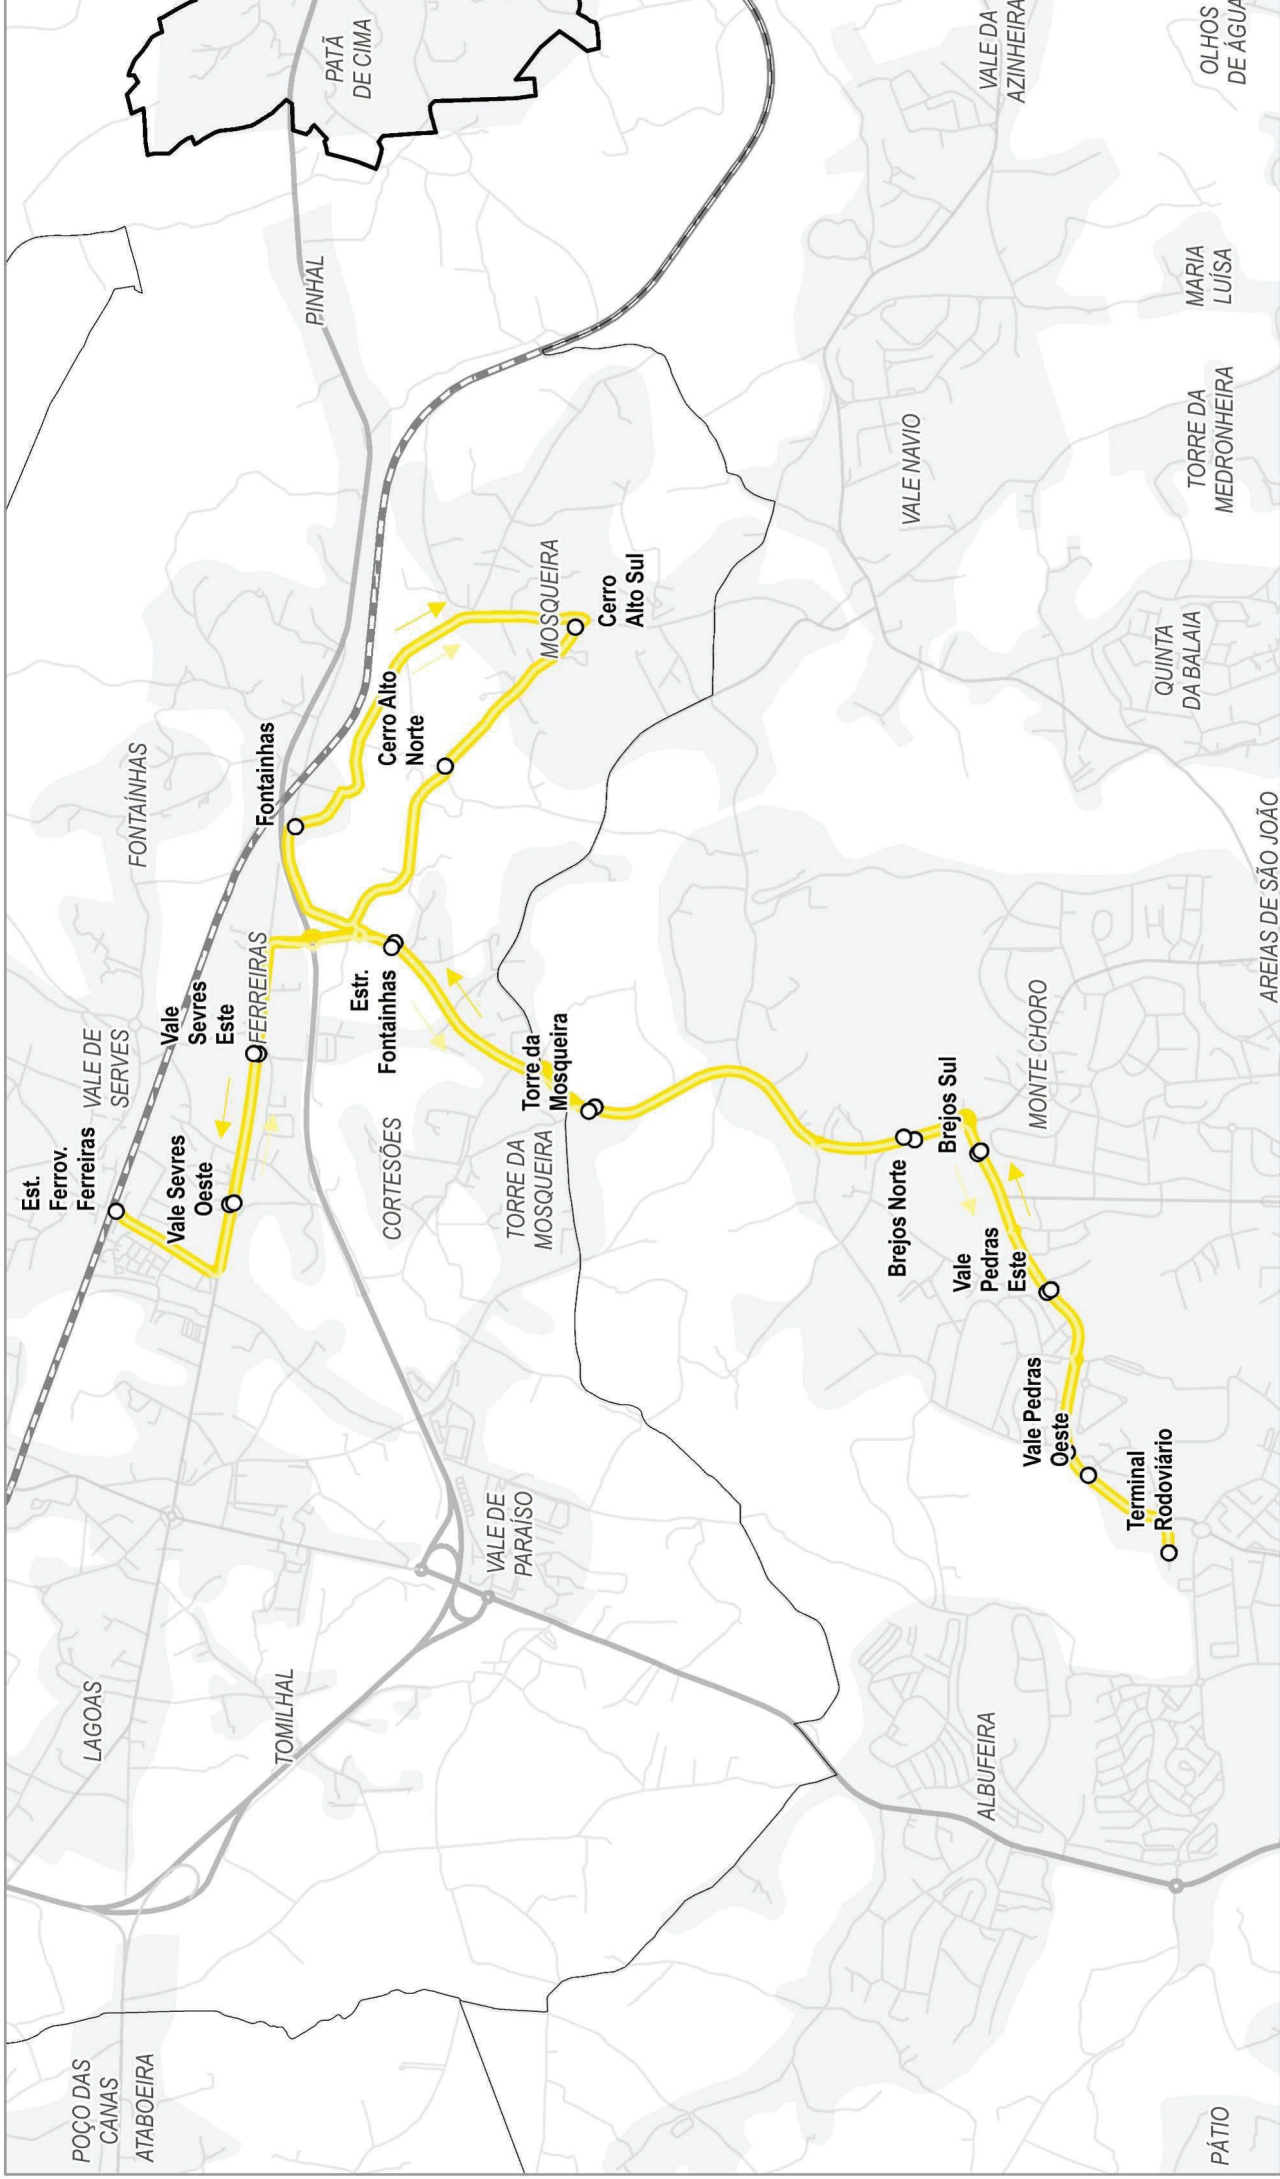 POÇO DAS
CANAS
ATABOEIRA
LAGOAS
TOMILHAL
Est.
Ferrov.
Ferreiras
VALE DE
SERVES
Vale Sevres
Oeste
Vale
Sevres
Este
FERREIRAS
FONTAÍNHAS
Fontainhas
PINHAL
PATÃ
DE CIMA
Estr.
Fontainhas
Cerro Alto
Norte
CORTESÕES
VALE DE
PARAÍSO
TORRE DA
MOSQUEIRA
Torre da
Mosqueira
MOSQUEIRA
Cerro
Alto Sul
Brejos Norte
Brejos Sul
VALE NAVIO
VALE DA
AZINHEIRA
Vale
Pedras
Este
MONTE CHORO
ALBUFEIRA
Vale Pedras
Oeste
Terminal
Rodoviário
QUINTA
DA BALAIA
TORRE DA
MEDRONHEIRA
MARIA
LUÍSA
OLHOS
DE ÁGUA
PÁTIO
AREIAS DE SÃO JOÃO